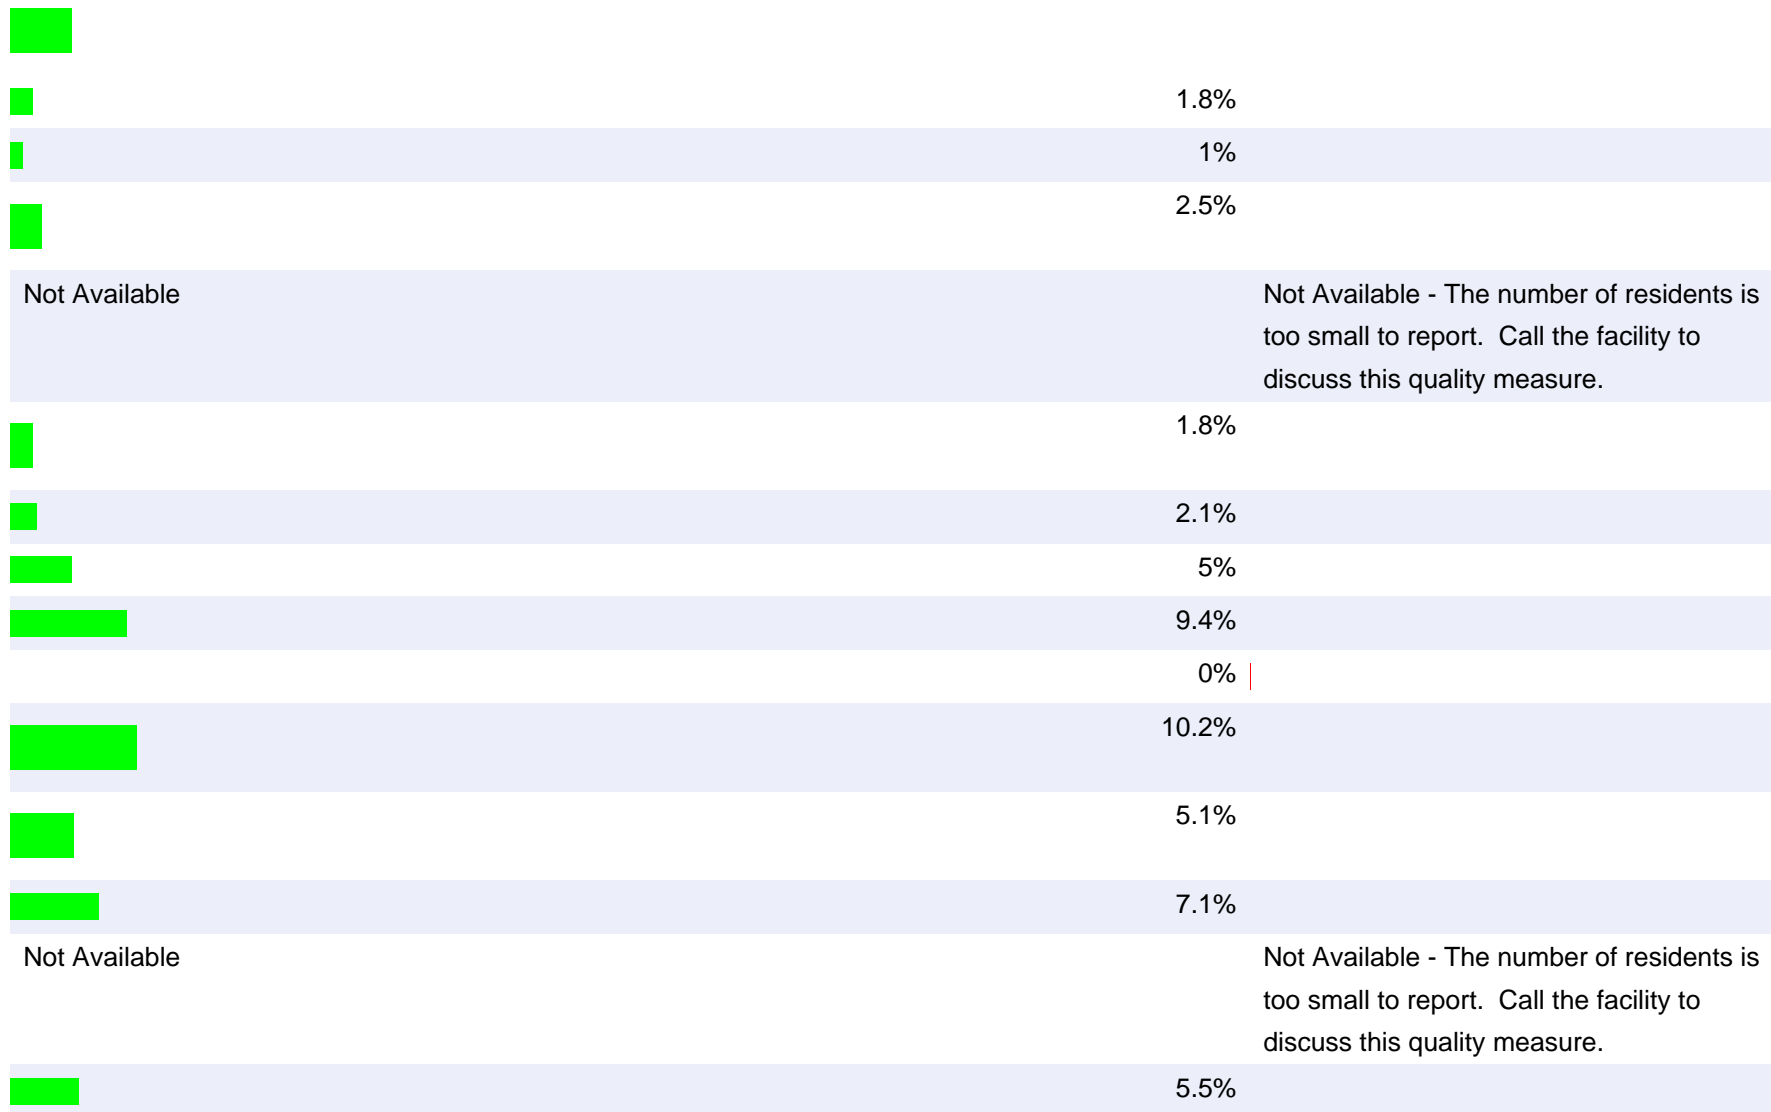 1.8%
1%
2.5%
Not Available
Not Available - The number of residents is
too small to report.  Call the facility to
discuss this quality measure.
1.8%
2.1%
5%
9.4%
0%
10.2%
5.1%
7.1%
Not Available
Not Available - The number of residents is
too small to report.  Call the facility to
discuss this quality measure.
5.5%